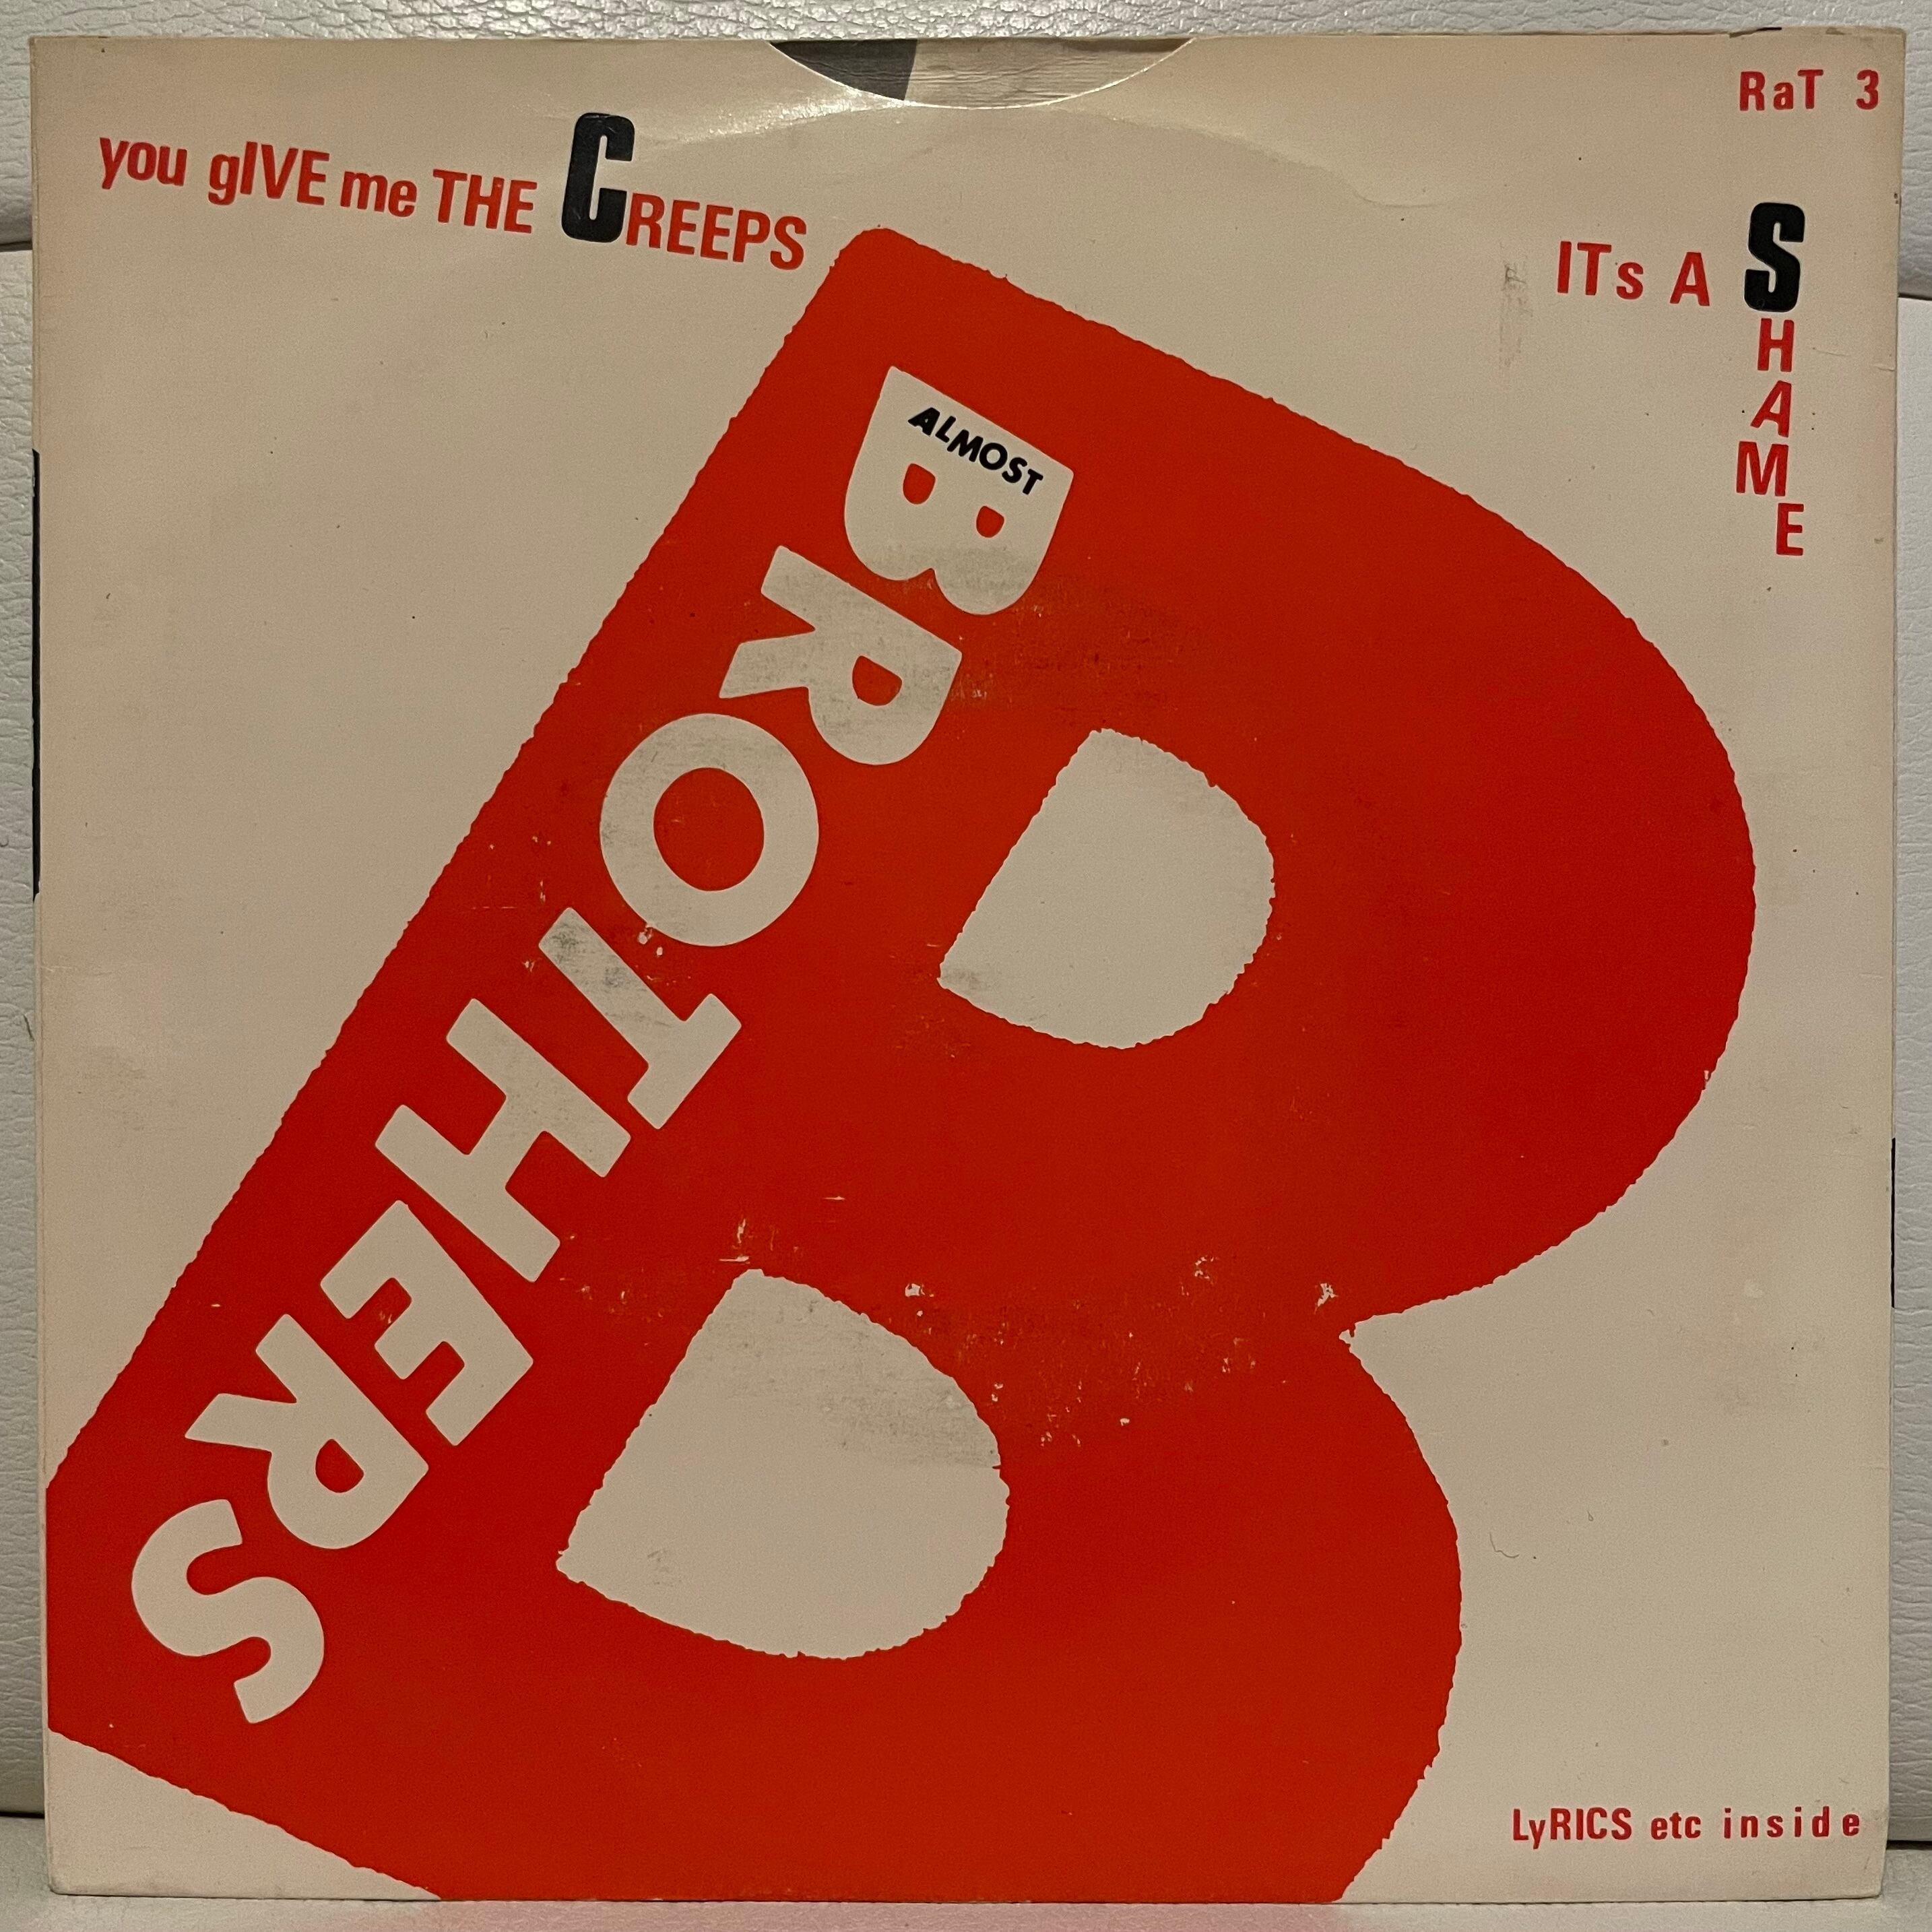 RaT 3
you gIVE me THE CREEPS
ITs A SHAME
ALMOST
BROTHERS
B
LyRICS etc inside